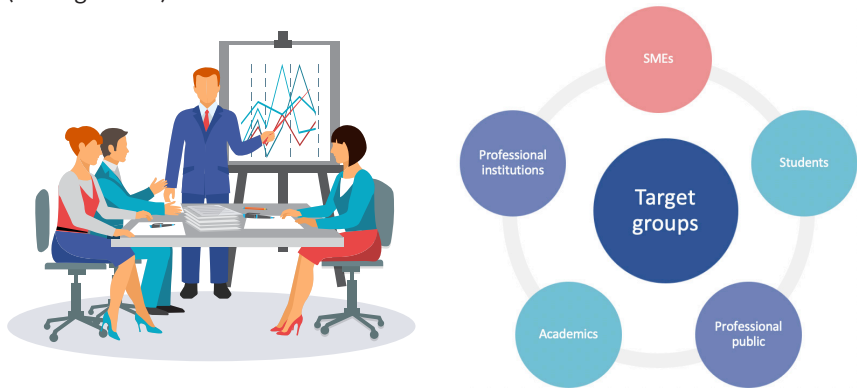 SMEs
Professional
institutions
Students
Target
groups
Academics
Professional
public